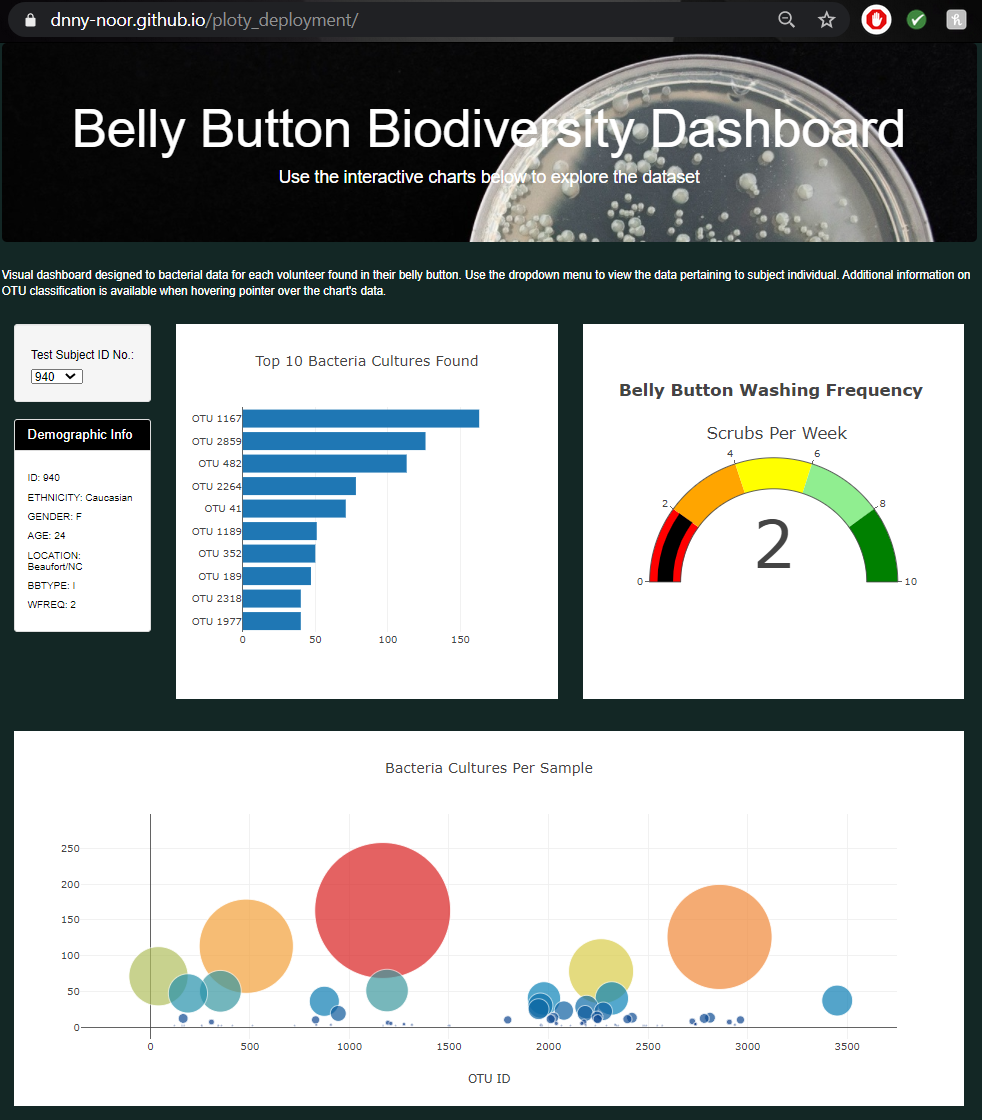 dnny-noor.github.io/ploty_deployment/
Belly Button Biodiversity Dashboard
Use the interactive charts below to explore the dataset
Visual dashboard designed to bacterial data for each volunteer found in their belly button. Use the dropdown menu to view the data pertaining to subject individual. Additional information on
OTU classification is available when hovering pointer over the chart's data.
Test Subject ID No.:
940
Demographic Info
ID: 940
ETHNICITY: Caucasian
GENDER: F
AGE: 24
LOCATION:
Beaufort/NC
BBTYPE: I
WFREQ: 2
Top 10 Bacteria Cultures Found
OTU 1167
OTU 2859
OTU 482
OTU 2264
OTU 41
OTU 1189
OTU 352
OTU 189
OTU 2318
OTU 1977
0 50 100 150
Belly Button Washing Frequency
Scrubs Per Week
4 6
2 8
2
0 10
Bacteria Cultures Per Sample
250
200
150
100
50
0
0 500 1000 1500 2000 2500 3000 3500
OTU ID